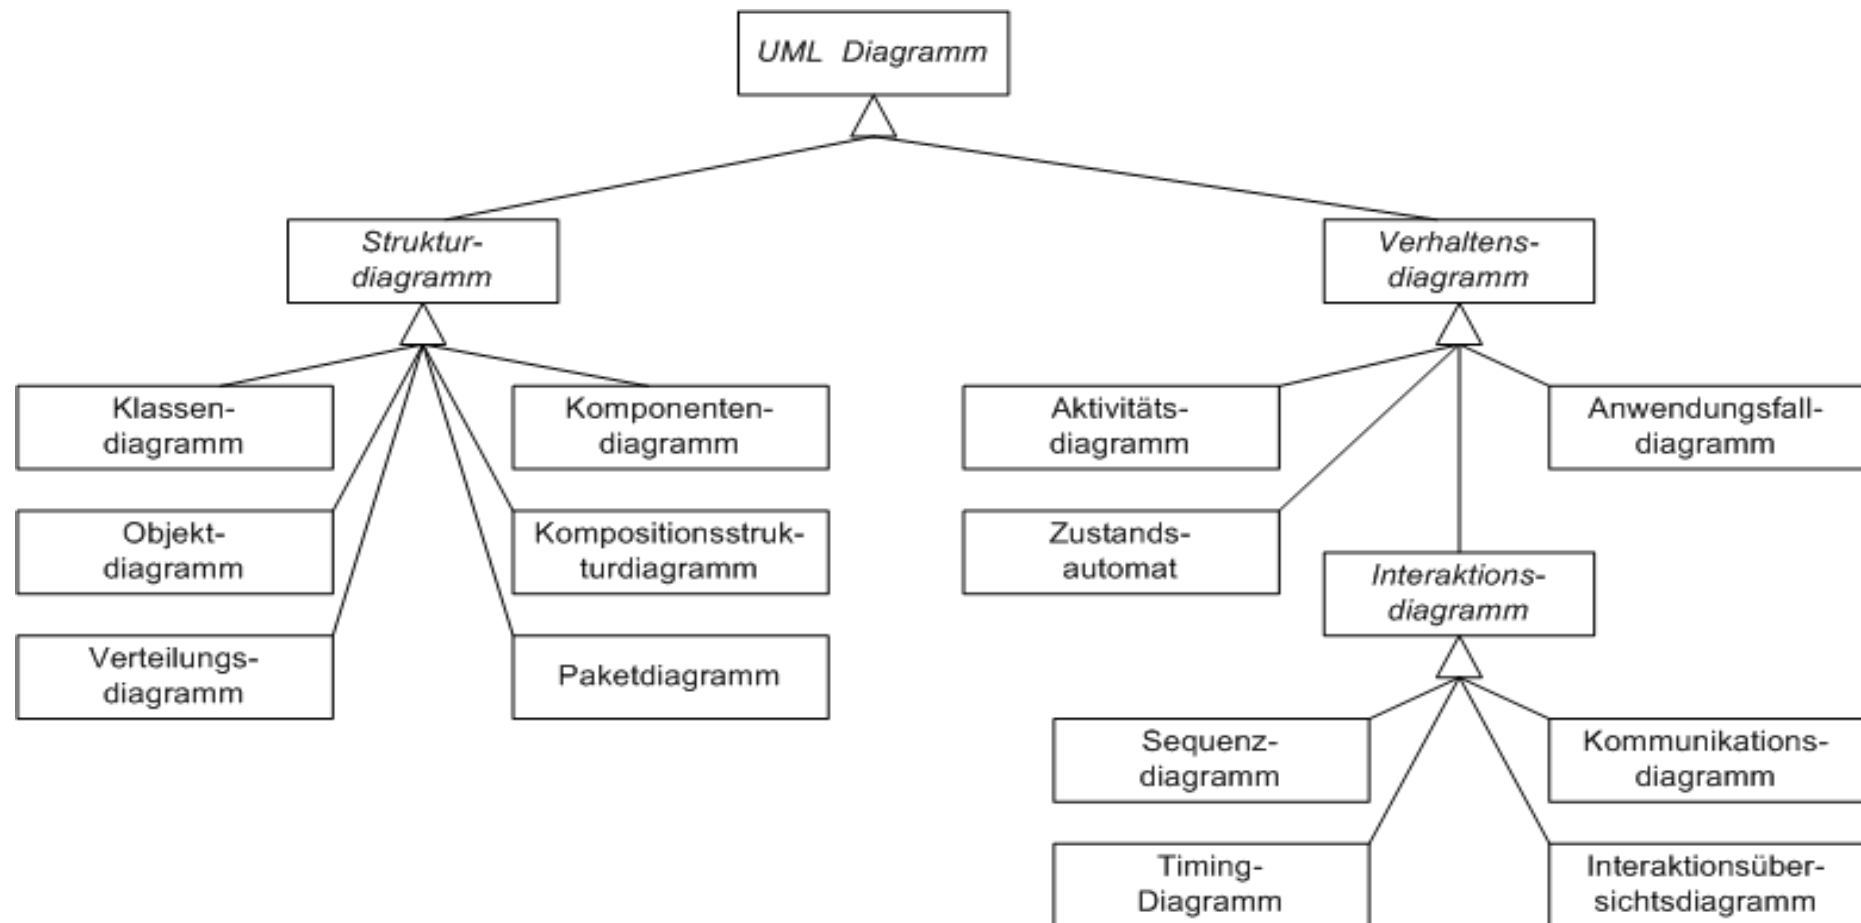 UML Diagramm
Struktur-
diagramm
Verhaltens-
diagramm
Klassen-
diagramm
Komponenten-
diagramm
Aktivitäts-
diagramm
Anwendungsfall-
diagramm
Objekt-
diagramm
Kompositionsstruk-
turdiagramm
Zustands-
automat
Interaktions-
diagramm
Verteilungs-
diagramm
Paketdiagramm
Sequenz-
diagramm
Kommunikations-
diagramm
Timing-
Diagramm
Interaktionsüber-
sichtsdiagramm